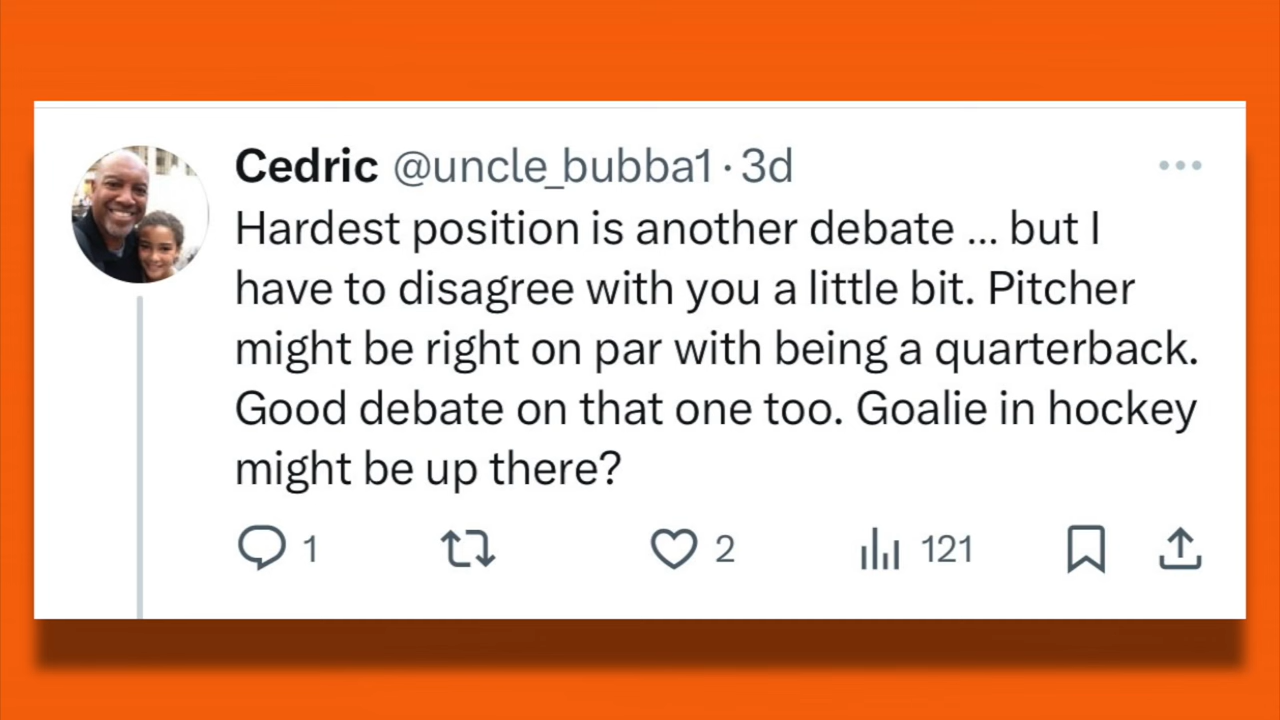 Cedric @uncle_bubba1 · 3d
Hardest position is another debate ... but I
have to disagree with you a little bit. Pitcher
might be right on par with being a quarterback.
Good debate on that one too. Goalie in hockey
might be up there?
1 2 121